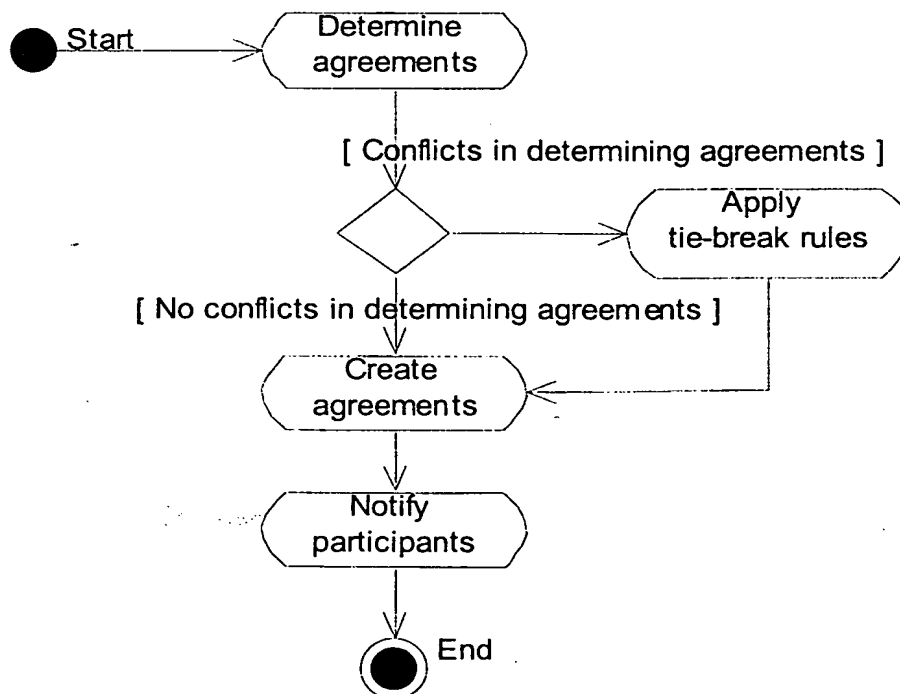 Start
Determine
agreements
[ Conflicts in determining agreements ]
Apply
tie-break rules
[ No conflicts in determining agreements ]
Create
agreements
Notify
participants
End